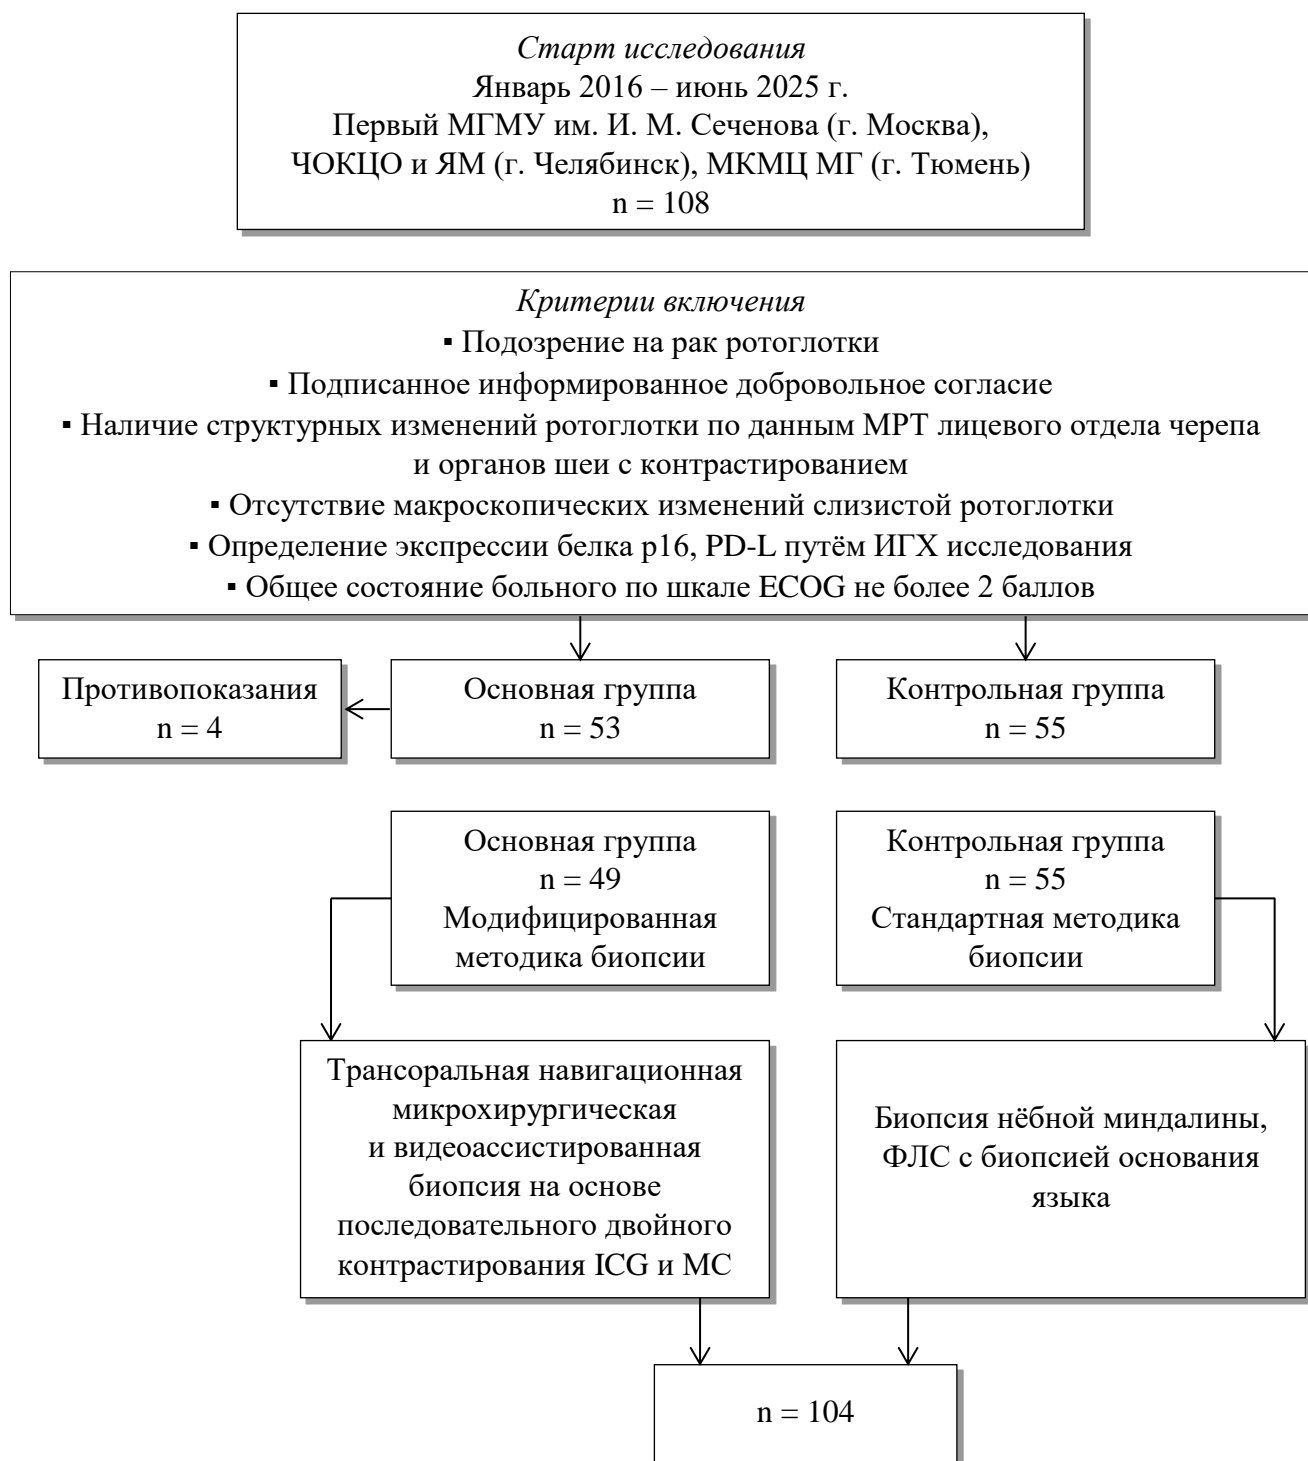 Старт исследования
Январь 2016 – июнь 2025 г.
Первый МГМУ им. И. М. Сеченова (г. Москва),
ЧОКЦО и ЯМ (г. Челябинск), МКМЦ МГ (г. Тюмень)
n = 108
Критерии включения
▪ Подозрение на рак ротоглотки
▪ Подписанное информированное добровольное согласие
▪ Наличие структурных изменений ротоглотки по данным МРТ лицевого отдела черепа
и органов шеи с контрастированием
▪ Отсутствие макроскопических изменений слизистой ротоглотки
▪ Определение экспрессии белка p16, PD-L путём ИГХ исследования
▪ Общее состояние больного по шкале ECOG не более 2 баллов
Противопоказания
n = 4
Основная группа
n = 53
Контрольная группа
n = 55
Основная группа
n = 49
Модифицированная
методика биопсии
Контрольная группа
n = 55
Стандартная методика
биопсии
Трансоральная навигационная
микрохирургическая
и видеоассистированная
биопсия на основе
последовательного двойного
контрастирования ICG и МС
Биопсия нёбной миндалины,
ФЛС с биопсией основания
языка
n = 104